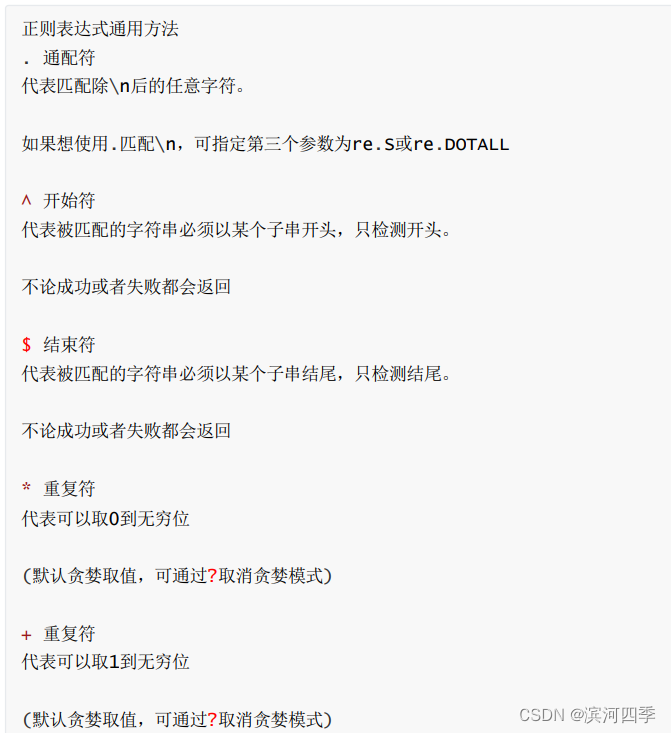 正则表达式通用方法
. 通配符
代表匹配除\n后的任意字符。
如果想使用.匹配\n，可指定第三个参数为re.S或re.DOTALL
^ 开始符
代表被匹配的字符串必须以某个子串开头，只检测开头。
不论成功或者失败都会返回
$ 结束符
代表被匹配的字符串必须以某个子串结尾，只检测结尾。
不论成功或者失败都会返回
* 重复符
代表可以取0到无穷位
(默认贪婪取值，可通过?取消贪婪模式)
+ 重复符
代表可以取1到无穷位
(默认贪婪取值，可通过?取消贪婪模式)
CSDN @滨河四季